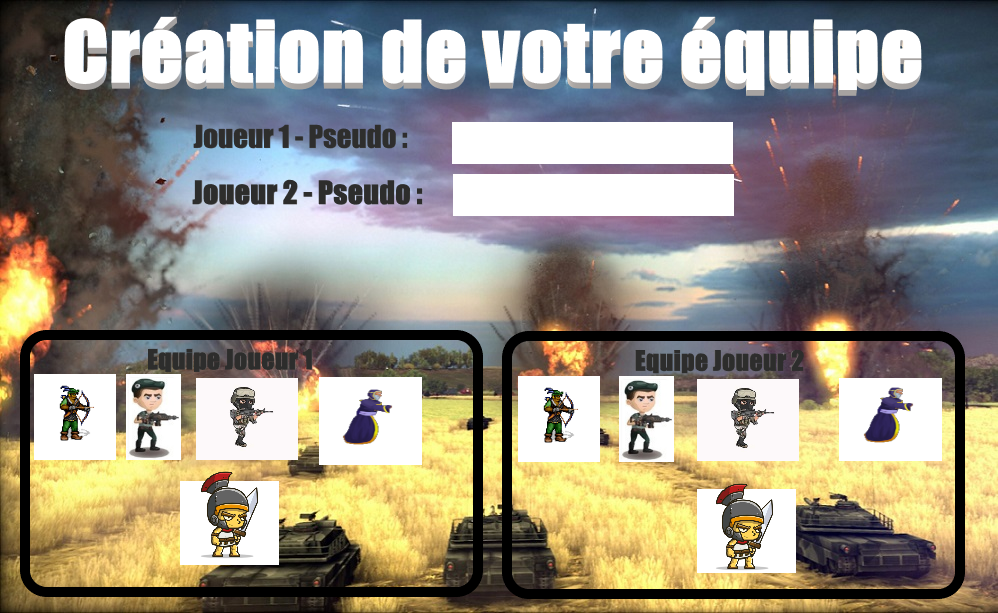 Création de votre équipe
Joueur 1 - Pseudo :
Joueur 2 - Pseudo :
Equipe Joueur 1
Equipe Joueur 2